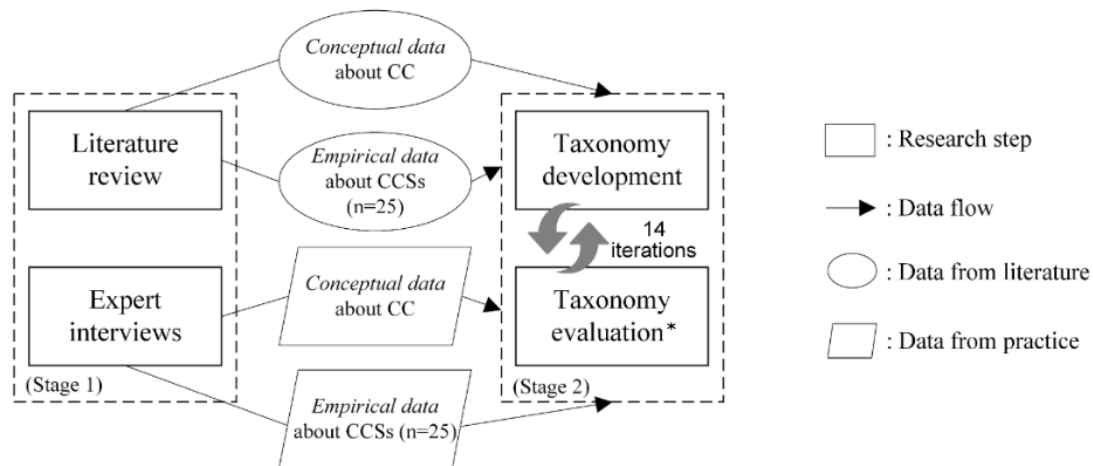 Conceptual data
about CC
Literature
review
Empirical data
about CCSs
(n=25)
Taxonomy
development
14
iterations
Expert
interviews
(Stage 1)
Conceptual data
about CC
Taxonomy
evaluation*
(Stage 2)
Empirical data
about CCSs (n=25)
: Research step
: Data flow
: Data from literature
: Data from practice